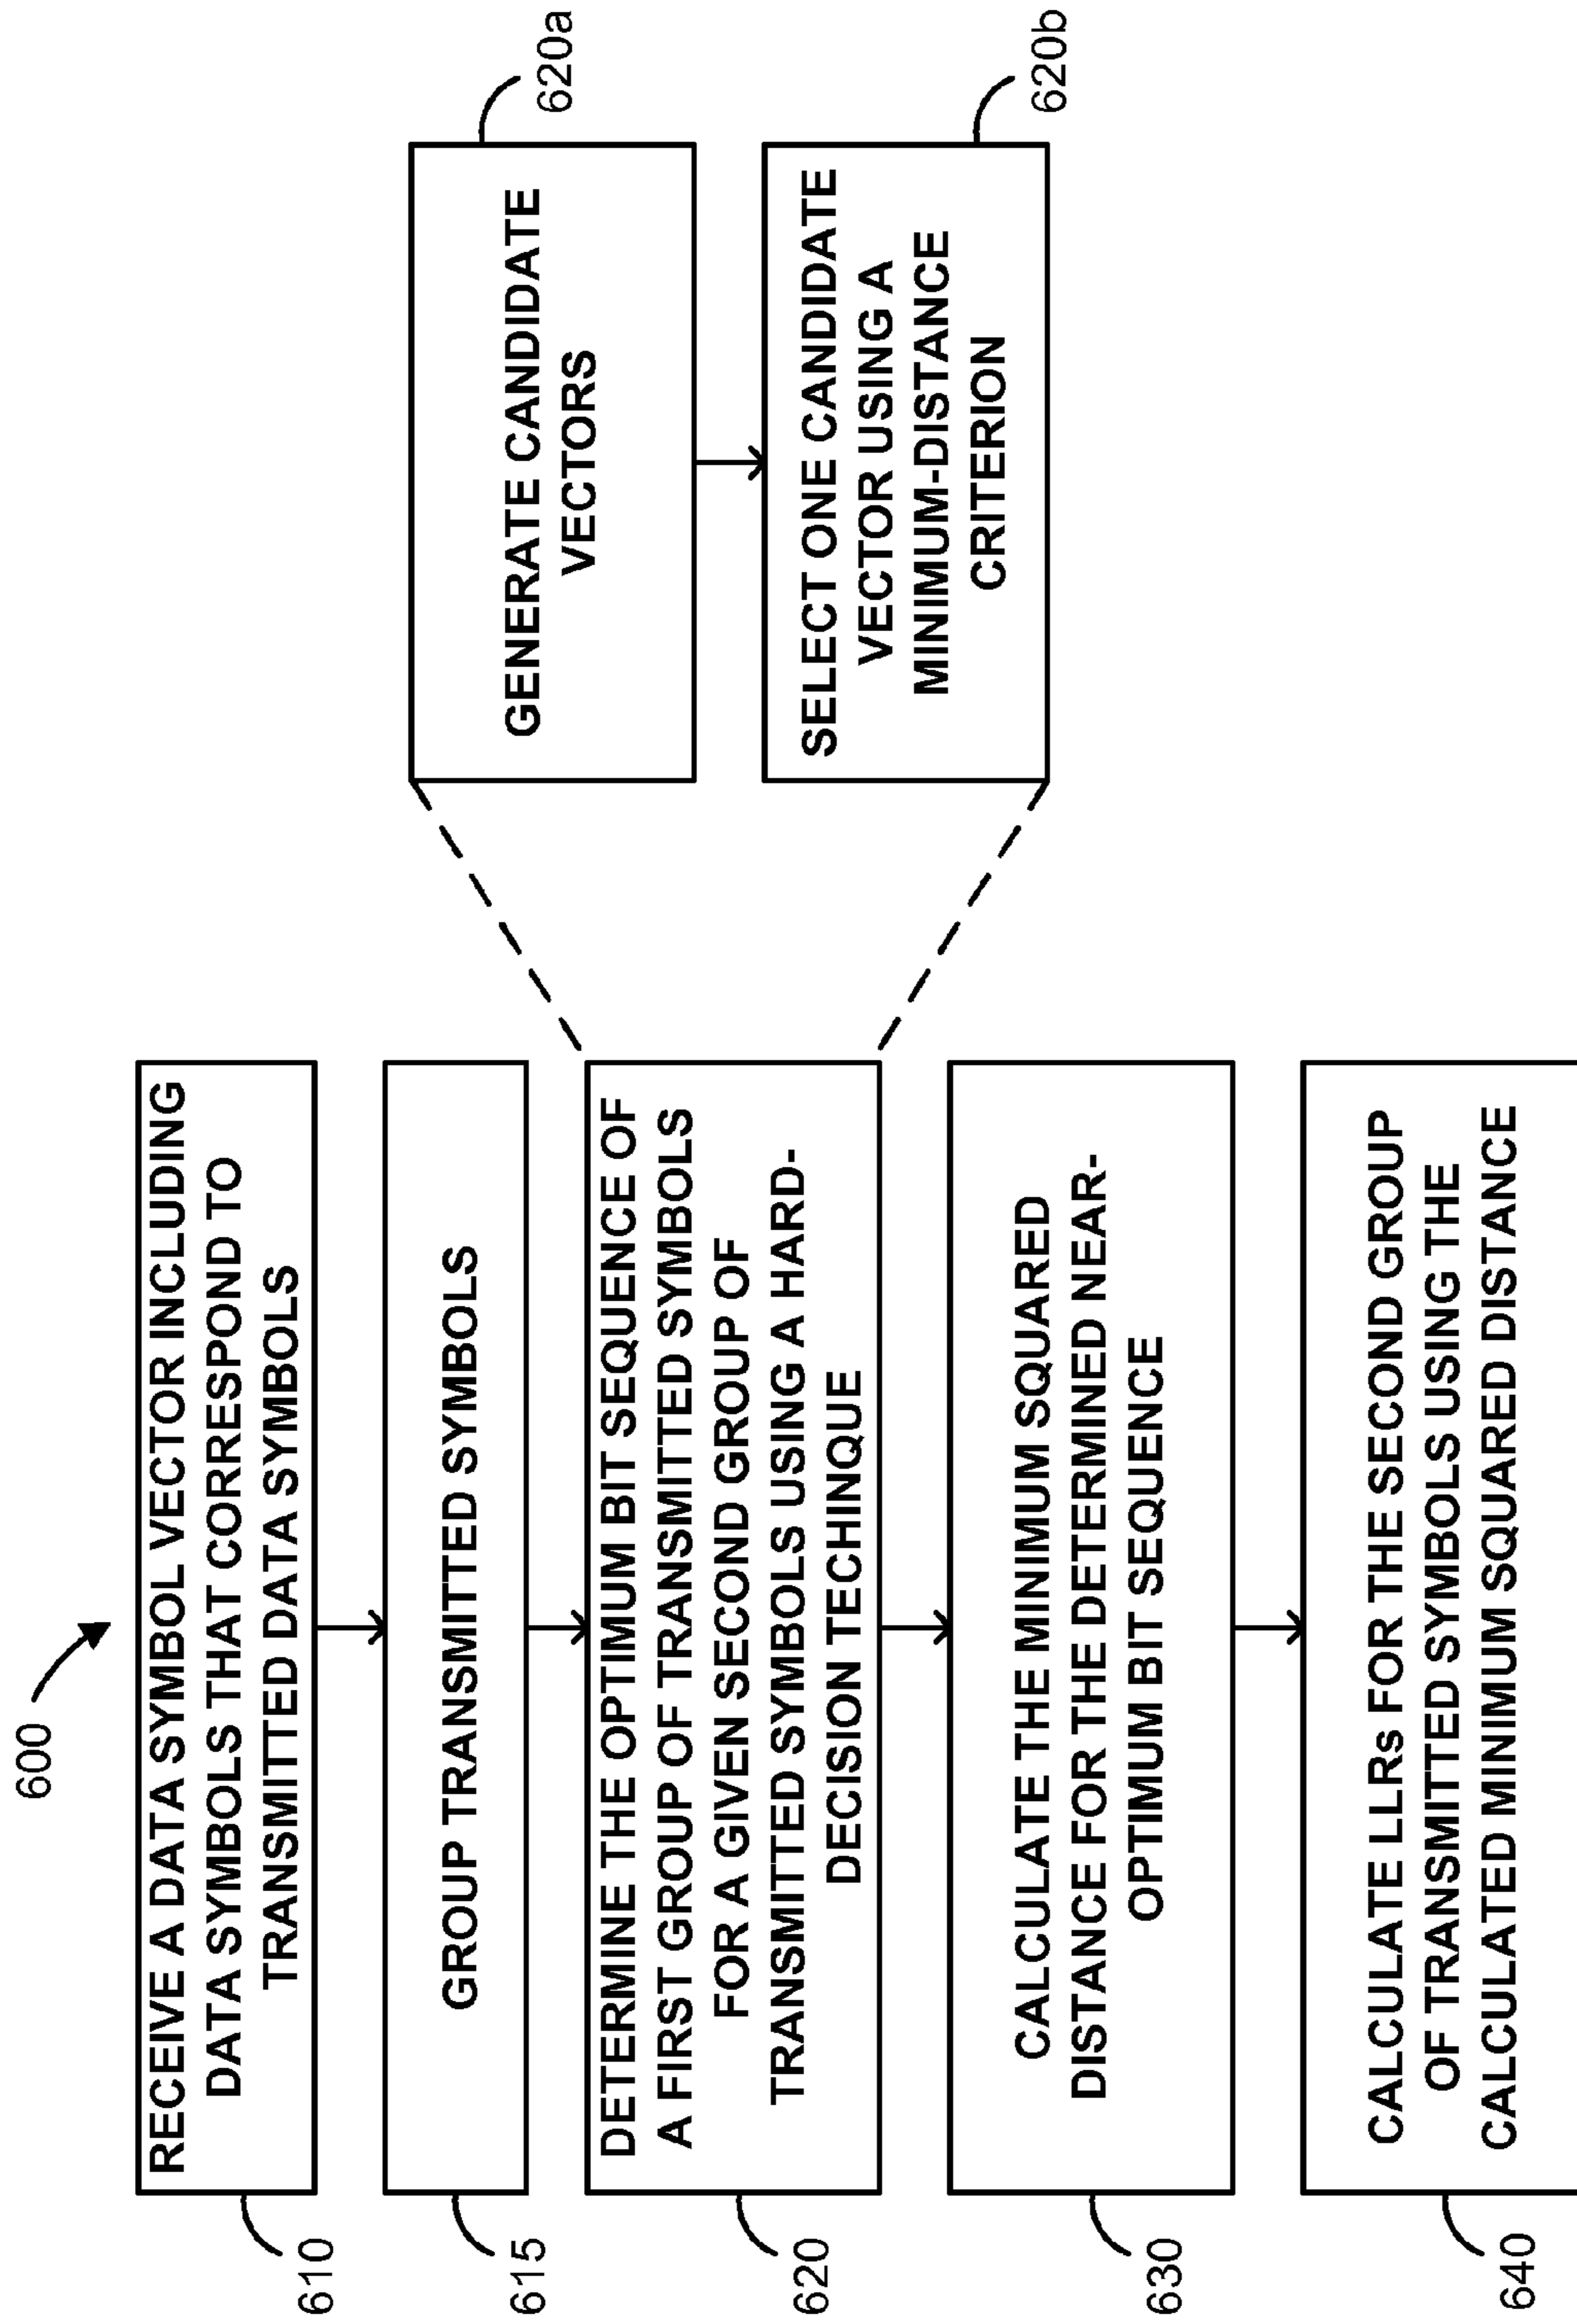 600
610
RECEIVE A DATA SYMBOL VECTOR INCLUDING
DATA SYMBOLS THAT CORRESPOND TO
TRANSMITTED DATA SYMBOLS
615
GROUP TRANSMITTED SYMBOLS
620
DETERMINE THE OPTIMUM BIT SEQUENCE OF
A FIRST GROUP OF TRANSMITTED SYMBOLS
FOR A GIVEN SECOND GROUP OF
TRANSMITTED SYMBOLS USING A HARD-
DECISION TECHINQUE
630
CALCULATE THE MINIMUM SQUARED
DISTANCE FOR THE DETERMINED NEAR-
OPTIMUM BIT SEQUENCE
640
CALCULATE LLRs FOR THE SECOND GROUP
OF TRANSMITTED SYMBOLS USING THE
CALCULATED MINIMUM SQUARED DISTANCE
620a
GENERATE CANDIDATE
VECTORS
620b
SELECT ONE CANDIDATE
VECTOR USING A
MINIMUM-DISTANCE
CRITERION